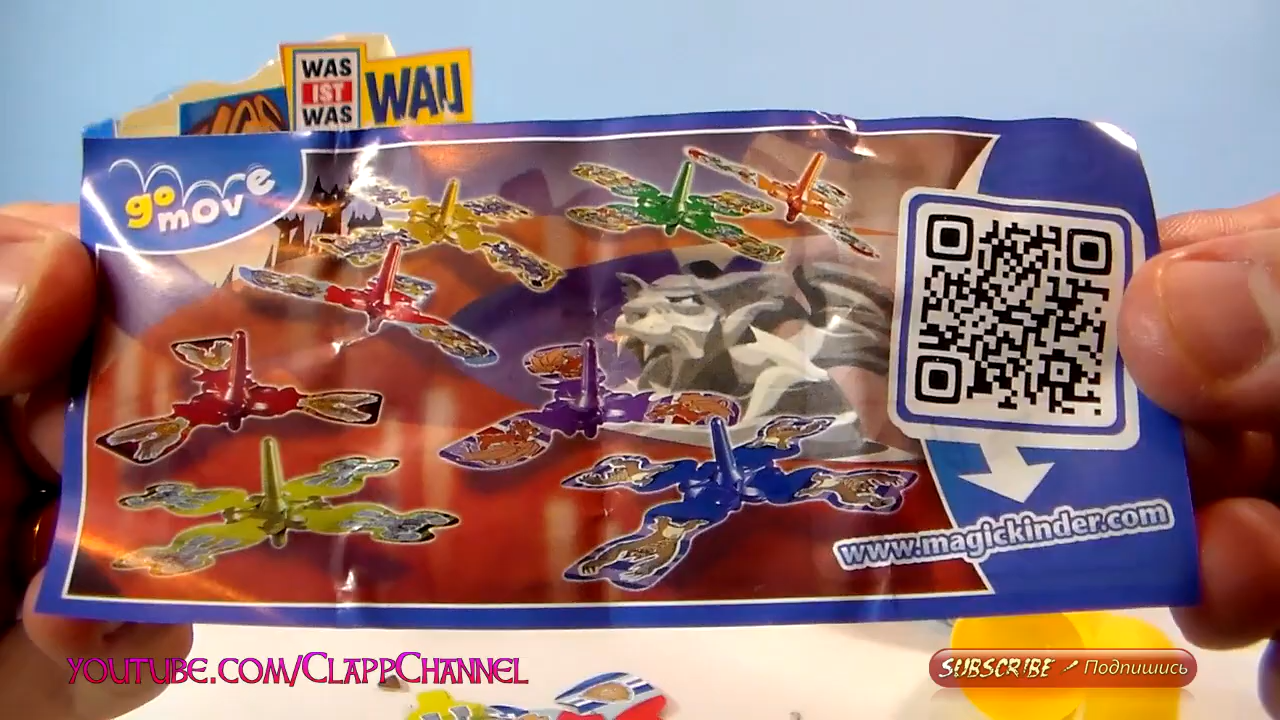 WAS
IST
WAS
WAU
go
move
www.magickinder.com
YOUTUBE.COM/CLAPPCHANNEL
SUBSCRIBE - Подпишись